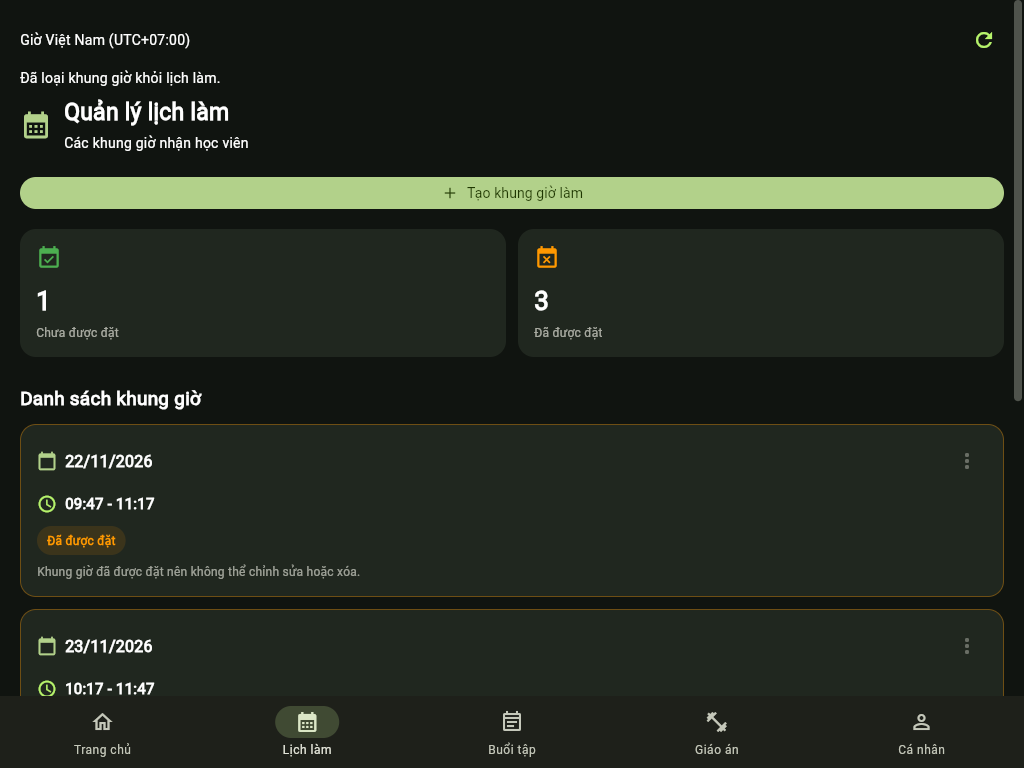 Giờ Việt Nam (UTC+07:00)
Đã loại khung giờ khỏi lịch làm.
Quản lý lịch làm
Các khung giờ nhận học viên
+ Tạo khung giờ làm
1
Chưa được đặt
3
Đã được đặt
Danh sách khung giờ
22/11/2026
09:47 - 11:17
Đã được đặt
Khung giờ đã được đặt nên không thể chỉnh sửa hoặc xóa.
23/11/2026
10:17 - 11:47
Trang chủ
Lịch làm
Buổi tập
Giáo án
Cá nhân